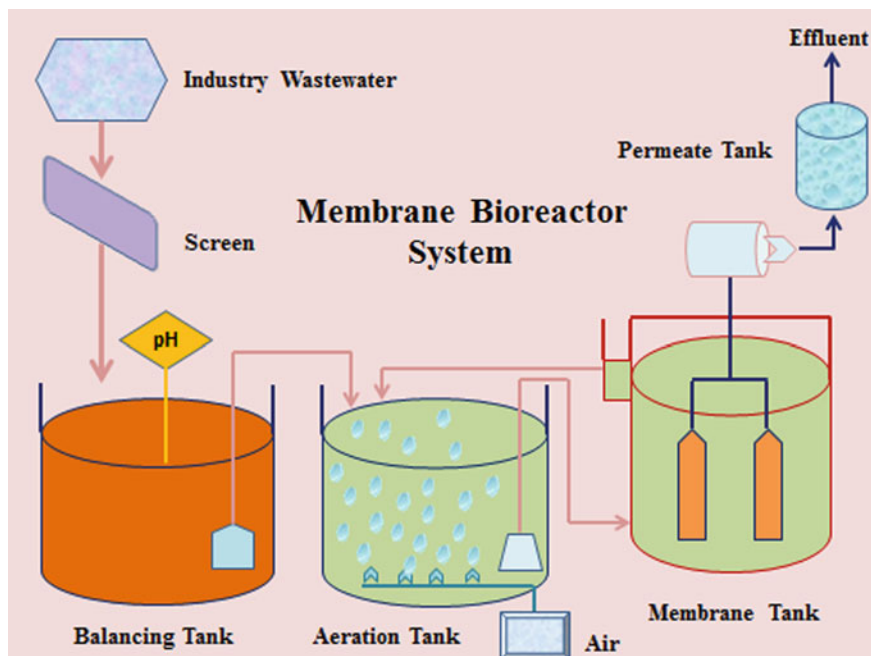 Effluent
Industry Wastewater
Permeate Tank
Membrane Bioreactor
System
Screen
pH
Balancing Tank
Aeration Tank
Air
Membrane Tank